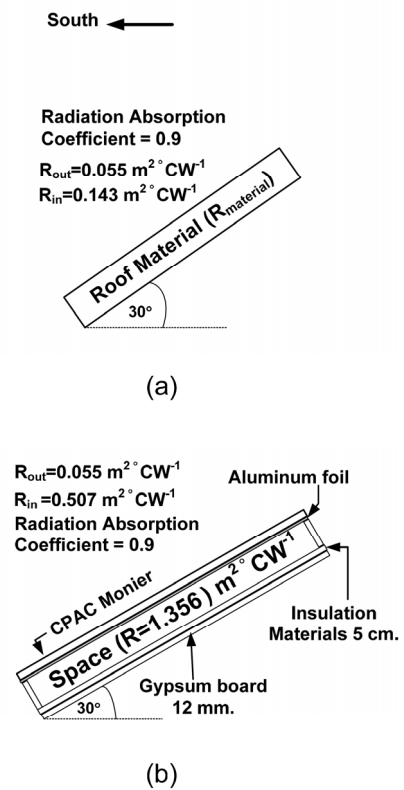 South
Radiation Absorption
Coefficient = 0.9
Rout=0.055 m²°CW⁻¹
Rin=0.143 m²°CW⁻¹
Roof Material (Rmaterial)
30°
(a)
Rout=0.055 m²°CW⁻¹
Rin =0.507 m²°CW⁻¹
Radiation Absorption
Coefficient = 0.9
Aluminum foil
CPAC Monier
Space (R=1.356) m²°CW⁻¹
Insulation
Materials 5 cm.
Gypsum board
12 mm.
30°
(b)